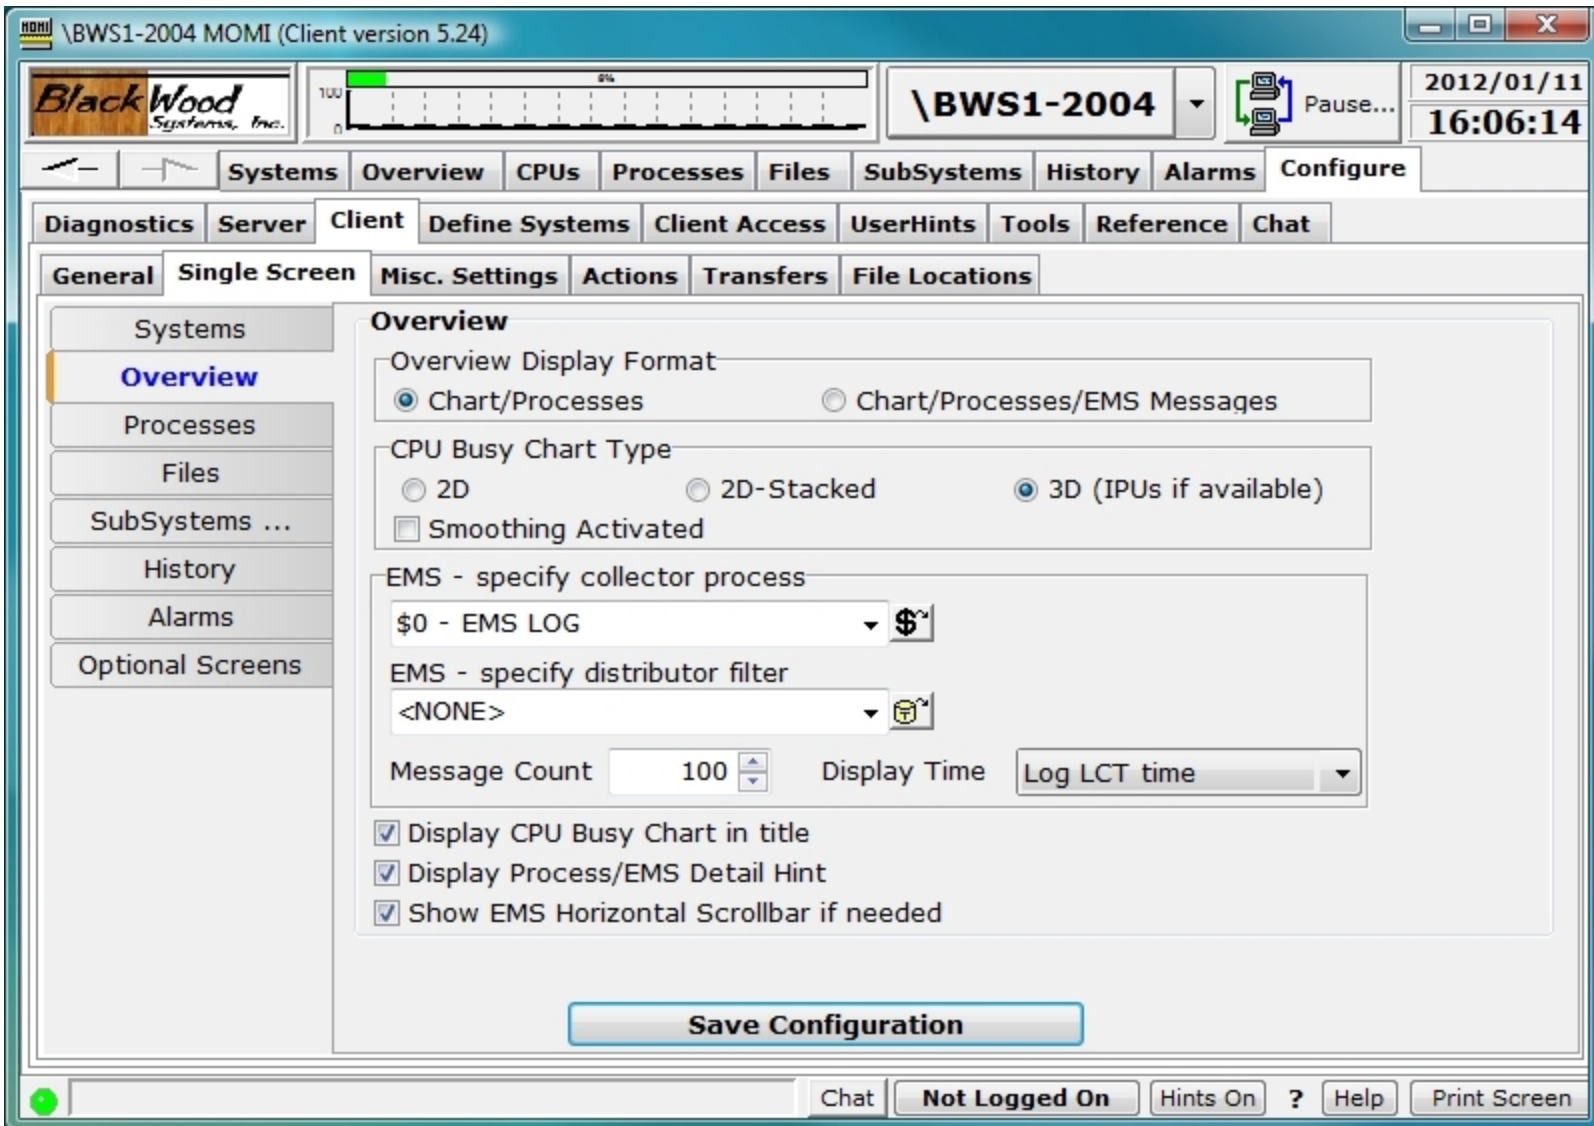 MOMI \BWS1-2004 MOMI (Client version 5.24)
BlackWood
Systems, Inc.
100
0
\BWS1-2004
Pause...
2012/01/11
16:06:14
Systems Overview CPUs Processes Files SubSystems History Alarms Configure
Diagnostics Server Client Define Systems Client Access UserHints Tools Reference Chat
General Single Screen Misc. Settings Actions Transfers File Locations
Systems
Overview
Processes
Files
SubSystems ...
History
Alarms
Optional Screens
Overview
Overview Display Format
Chart/Processes Chart/Processes/EMS Messages
CPU Busy Chart Type
2D 2D-Stacked 3D (IPUs if available)
Smoothing Activated
EMS - specify collector process
$0 - EMS LOG $
EMS - specify distributor filter
<NONE>
Message Count 100 Display Time Log LCT time
Display CPU Busy Chart in title
Display Process/EMS Detail Hint
Show EMS Horizontal Scrollbar if needed
Save Configuration
Chat Not Logged On Hints On ? Help Print Screen